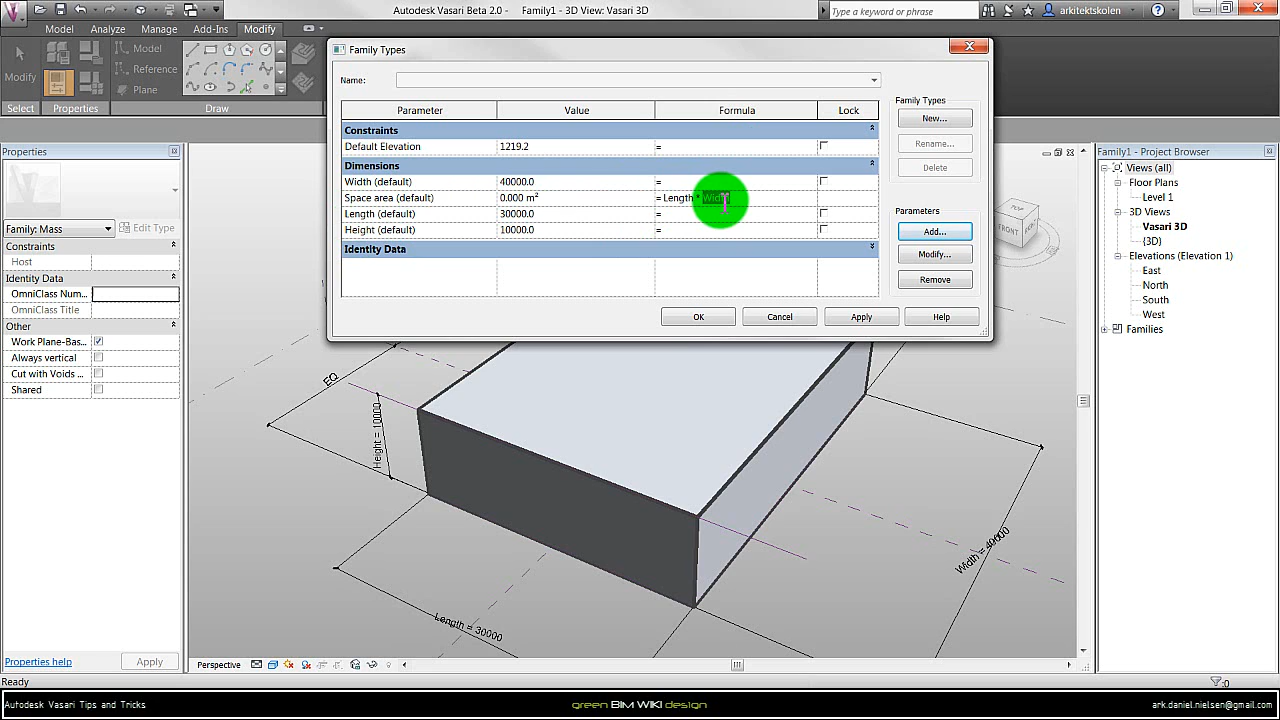 Autodesk Vasari Beta 2.0 - Family1 - 3D View: Vasari 3D
Type a keyword or phrase
arkitektskolen
Model Analyze Manage Add-Ins Modify
Modify
Model
Reference
Plane
Select Properties Draw
Family Types
Name:
Parameter Value Formula Lock
Constraints
Default Elevation 1219.2 =
Dimensions
Width (default) 40000.0 =
Space area (default) 0.000 m² = Length * Width
Length (default) 30000.0 =
Height (default) 10000.0 =
Identity Data
Family Types
New...
Rename...
Delete
Parameters
Add...
Modify...
Remove
OK Cancel Apply Help
Properties
Family: Mass Edit Type
Constraints
Host
Identity Data
OmniClass Num...
OmniClass Title
Other
Work Plane-Bas...
Always vertical
Cut with Voids ...
Shared
Properties help Apply
TOP
FRONT
EQ
Height = 10000
Length = 30000
Width = 40000
Family1 - Project Browser
Views (all)
Floor Plans
Level 1
3D Views
Vasari 3D
{3D}
Elevations (Elevation 1)
East
North
South
West
Families
Perspective
Ready
:0
Autodesk Vasari Tips and Tricks green BIM WIKI design ark.daniel.nielsen@gmail.com